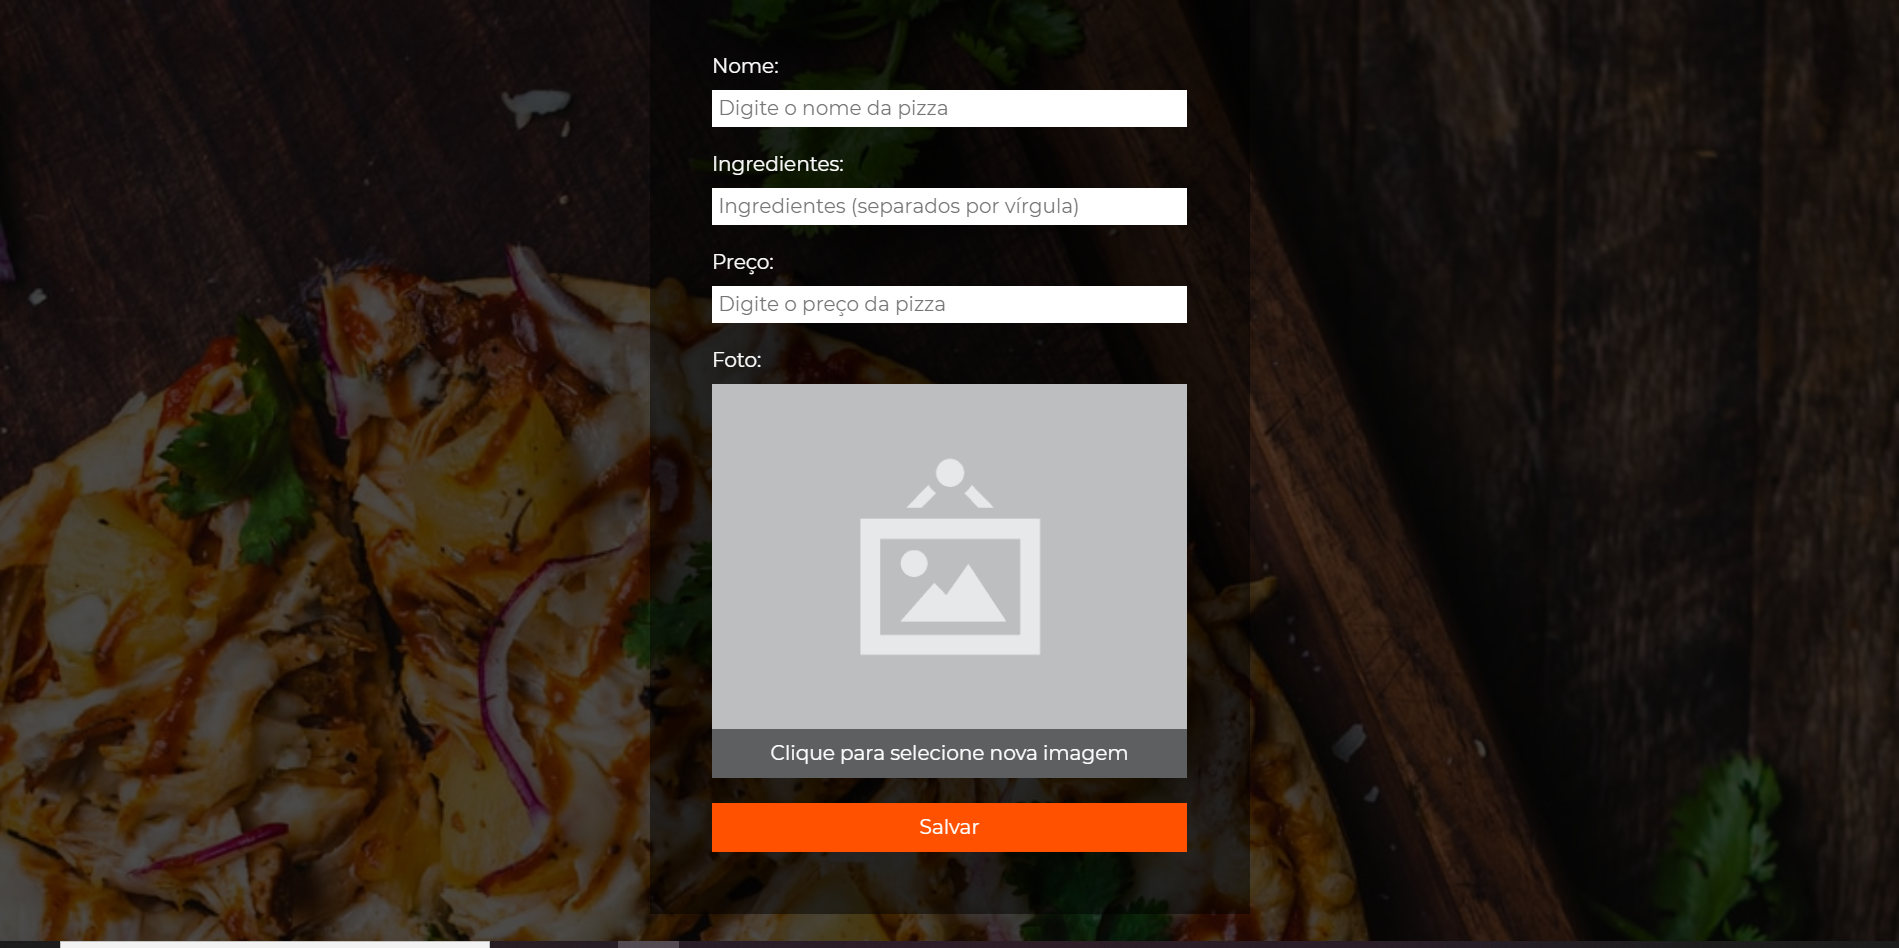 Nome:
Digite o nome da pizza
Ingredientes:
Ingredientes (separados por vírgula)
Preço:
Digite o preço da pizza
Foto:
Clique para selecione nova imagem
Salvar